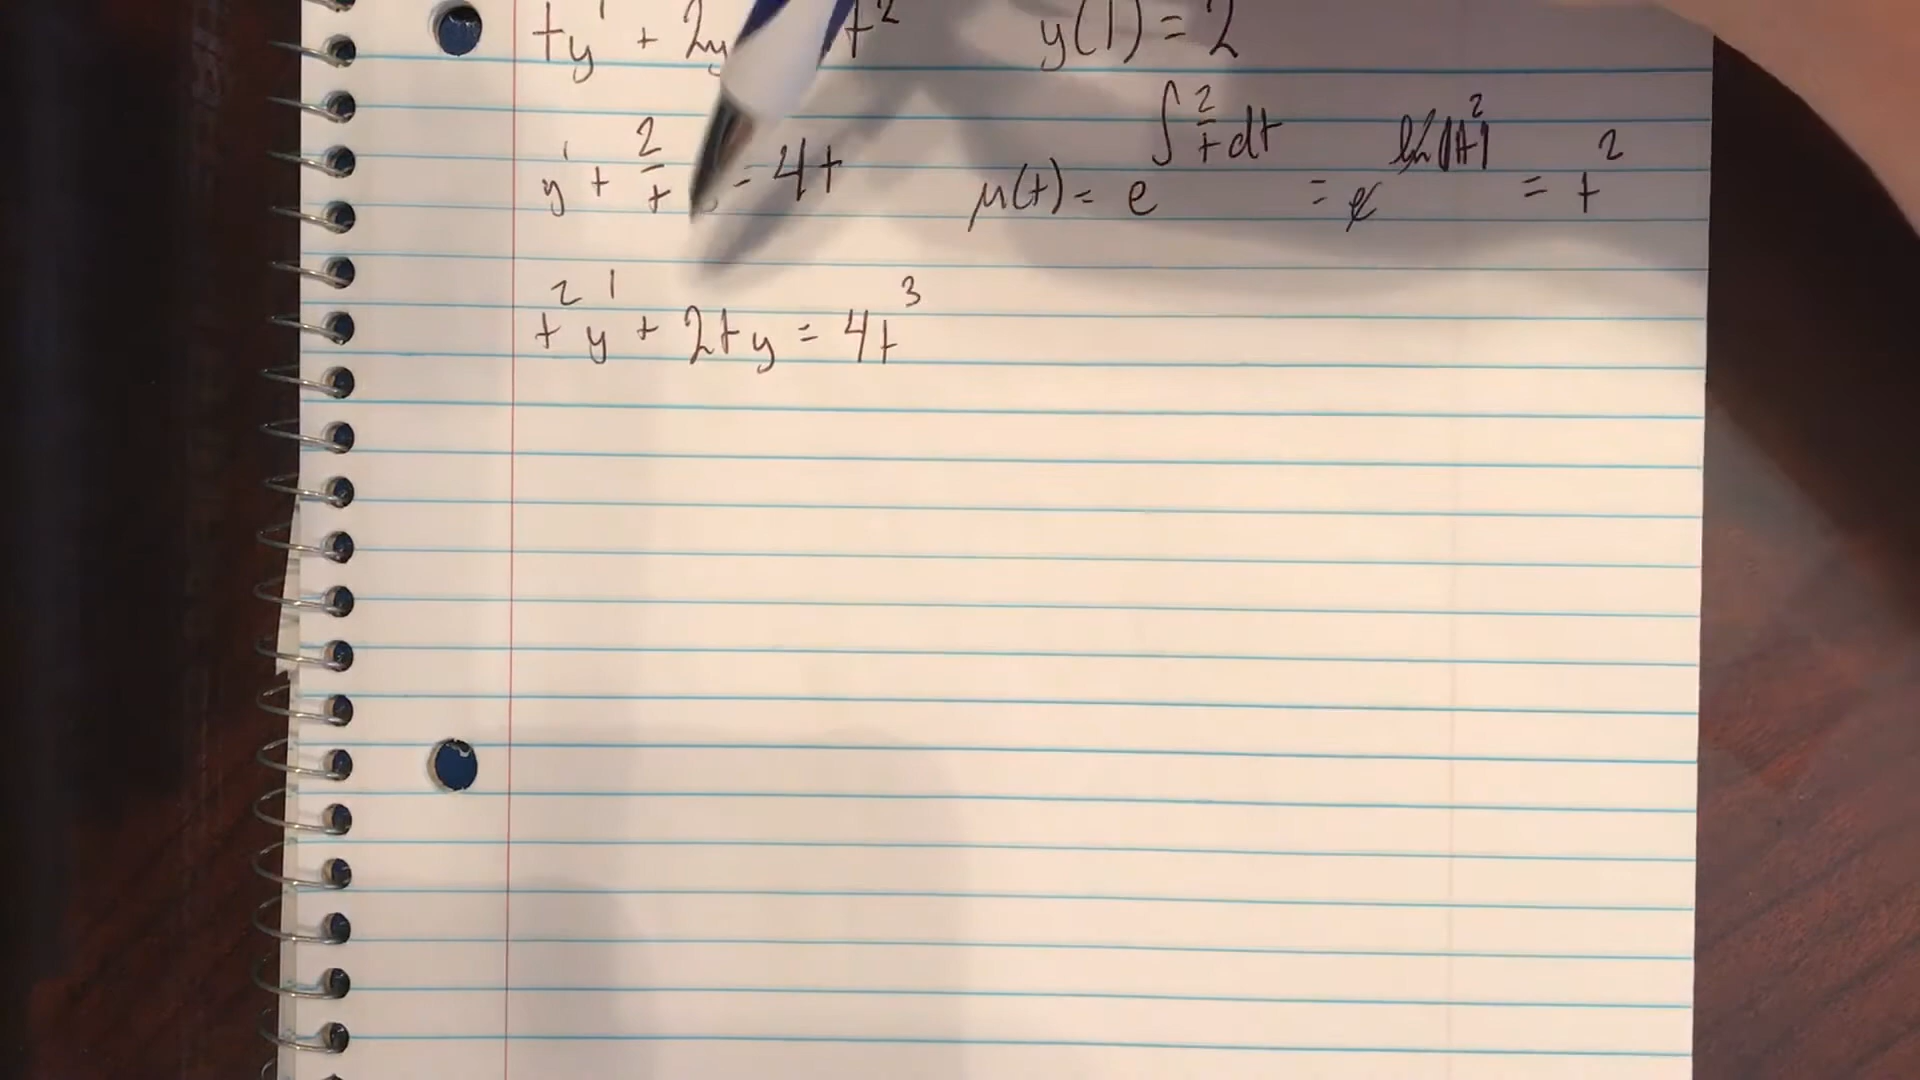 ty' + 2y t² y(1) = 2
y' + 2/t = 4t μ(t) = e^∫ 2/t dt = e^ln|t|² = t²
t²y' + 2ty = 4t³